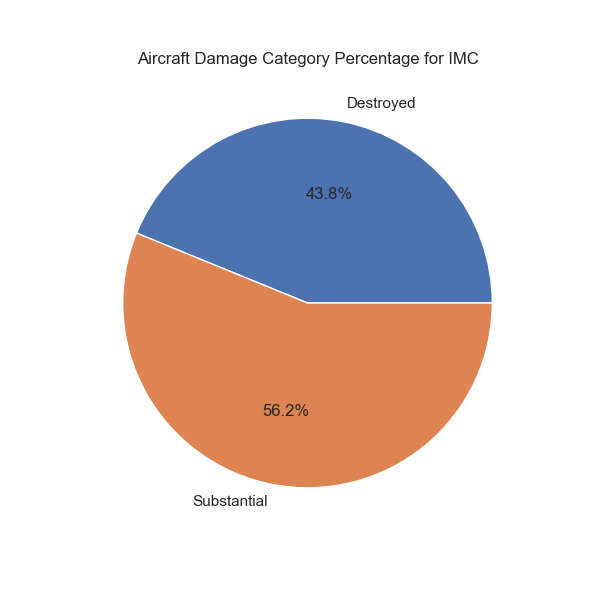 Aircraft Damage Category Percentage for IMC
Destroyed
43.8%
56.2%
Substantial